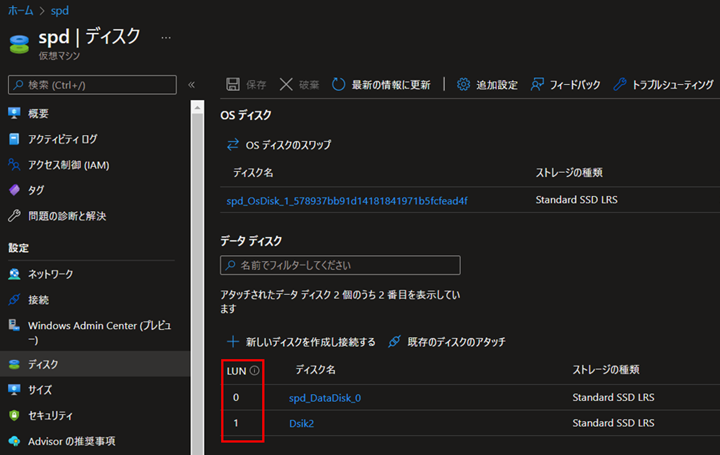 ホーム > spd
spd | ディスク ...
仮想マシン
検索 (Ctrl+/) «
概要
アクティビティ ログ
アクセス制御 (IAM)
タグ
問題の診断と解決
設定
ネットワーク
接続
Windows Admin Center (プレビュ
ー)
ディスク
サイズ
セキュリティ
Advisor の推奨事項
保存 破棄 最新の情報に更新 追加設定 フィードバック トラブルシューティング
OS ディスク
OS ディスクのスワップ
ディスク名 ストレージの種類
spd_OsDisk_1_578937bb91d14181841971b5fcfead4f Standard SSD LRS
データ ディスク
名前でフィルターしてください
アタッチされたデータ ディスク 2 個のうち 2 番目を表示してい
ます
新しいディスクを作成し接続する 既存のディスクのアタッチ
LUN ディスク名 ストレージの種類
0 spd_DataDisk_0 Standard SSD LRS
1 Dsik2 Standard SSD LRS